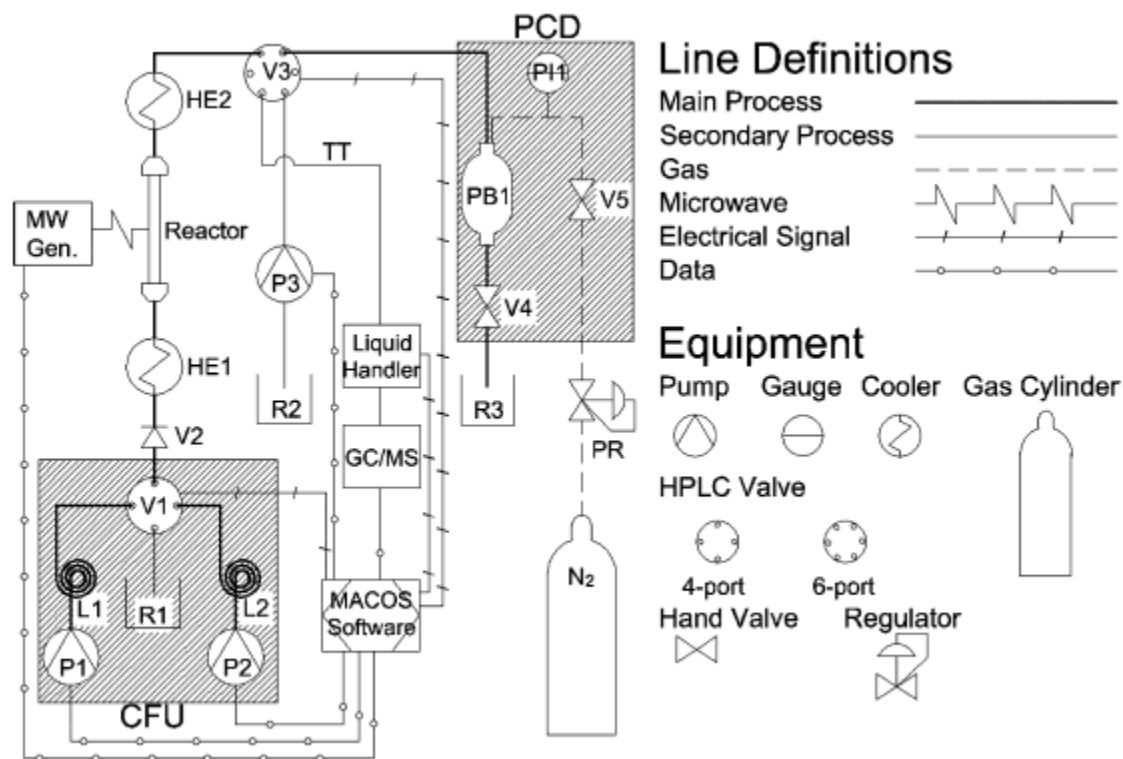 PCD
V3
PI1
HE2
TT
PB1
V5
MW
Gen.
Reactor
P3
V4
Liquid
Handler
HE1
R2
R3
V2
GC/MS
PR
V1
N2
L1
L2
R1
MACOS
Software
P1
P2
CFU
Line Definitions
Main Process
Secondary Process
Gas
Microwave
Electrical Signal
Data
Equipment
Pump Gauge Cooler Gas Cylinder
HPLC Valve
4-port 6-port
Hand Valve Regulator